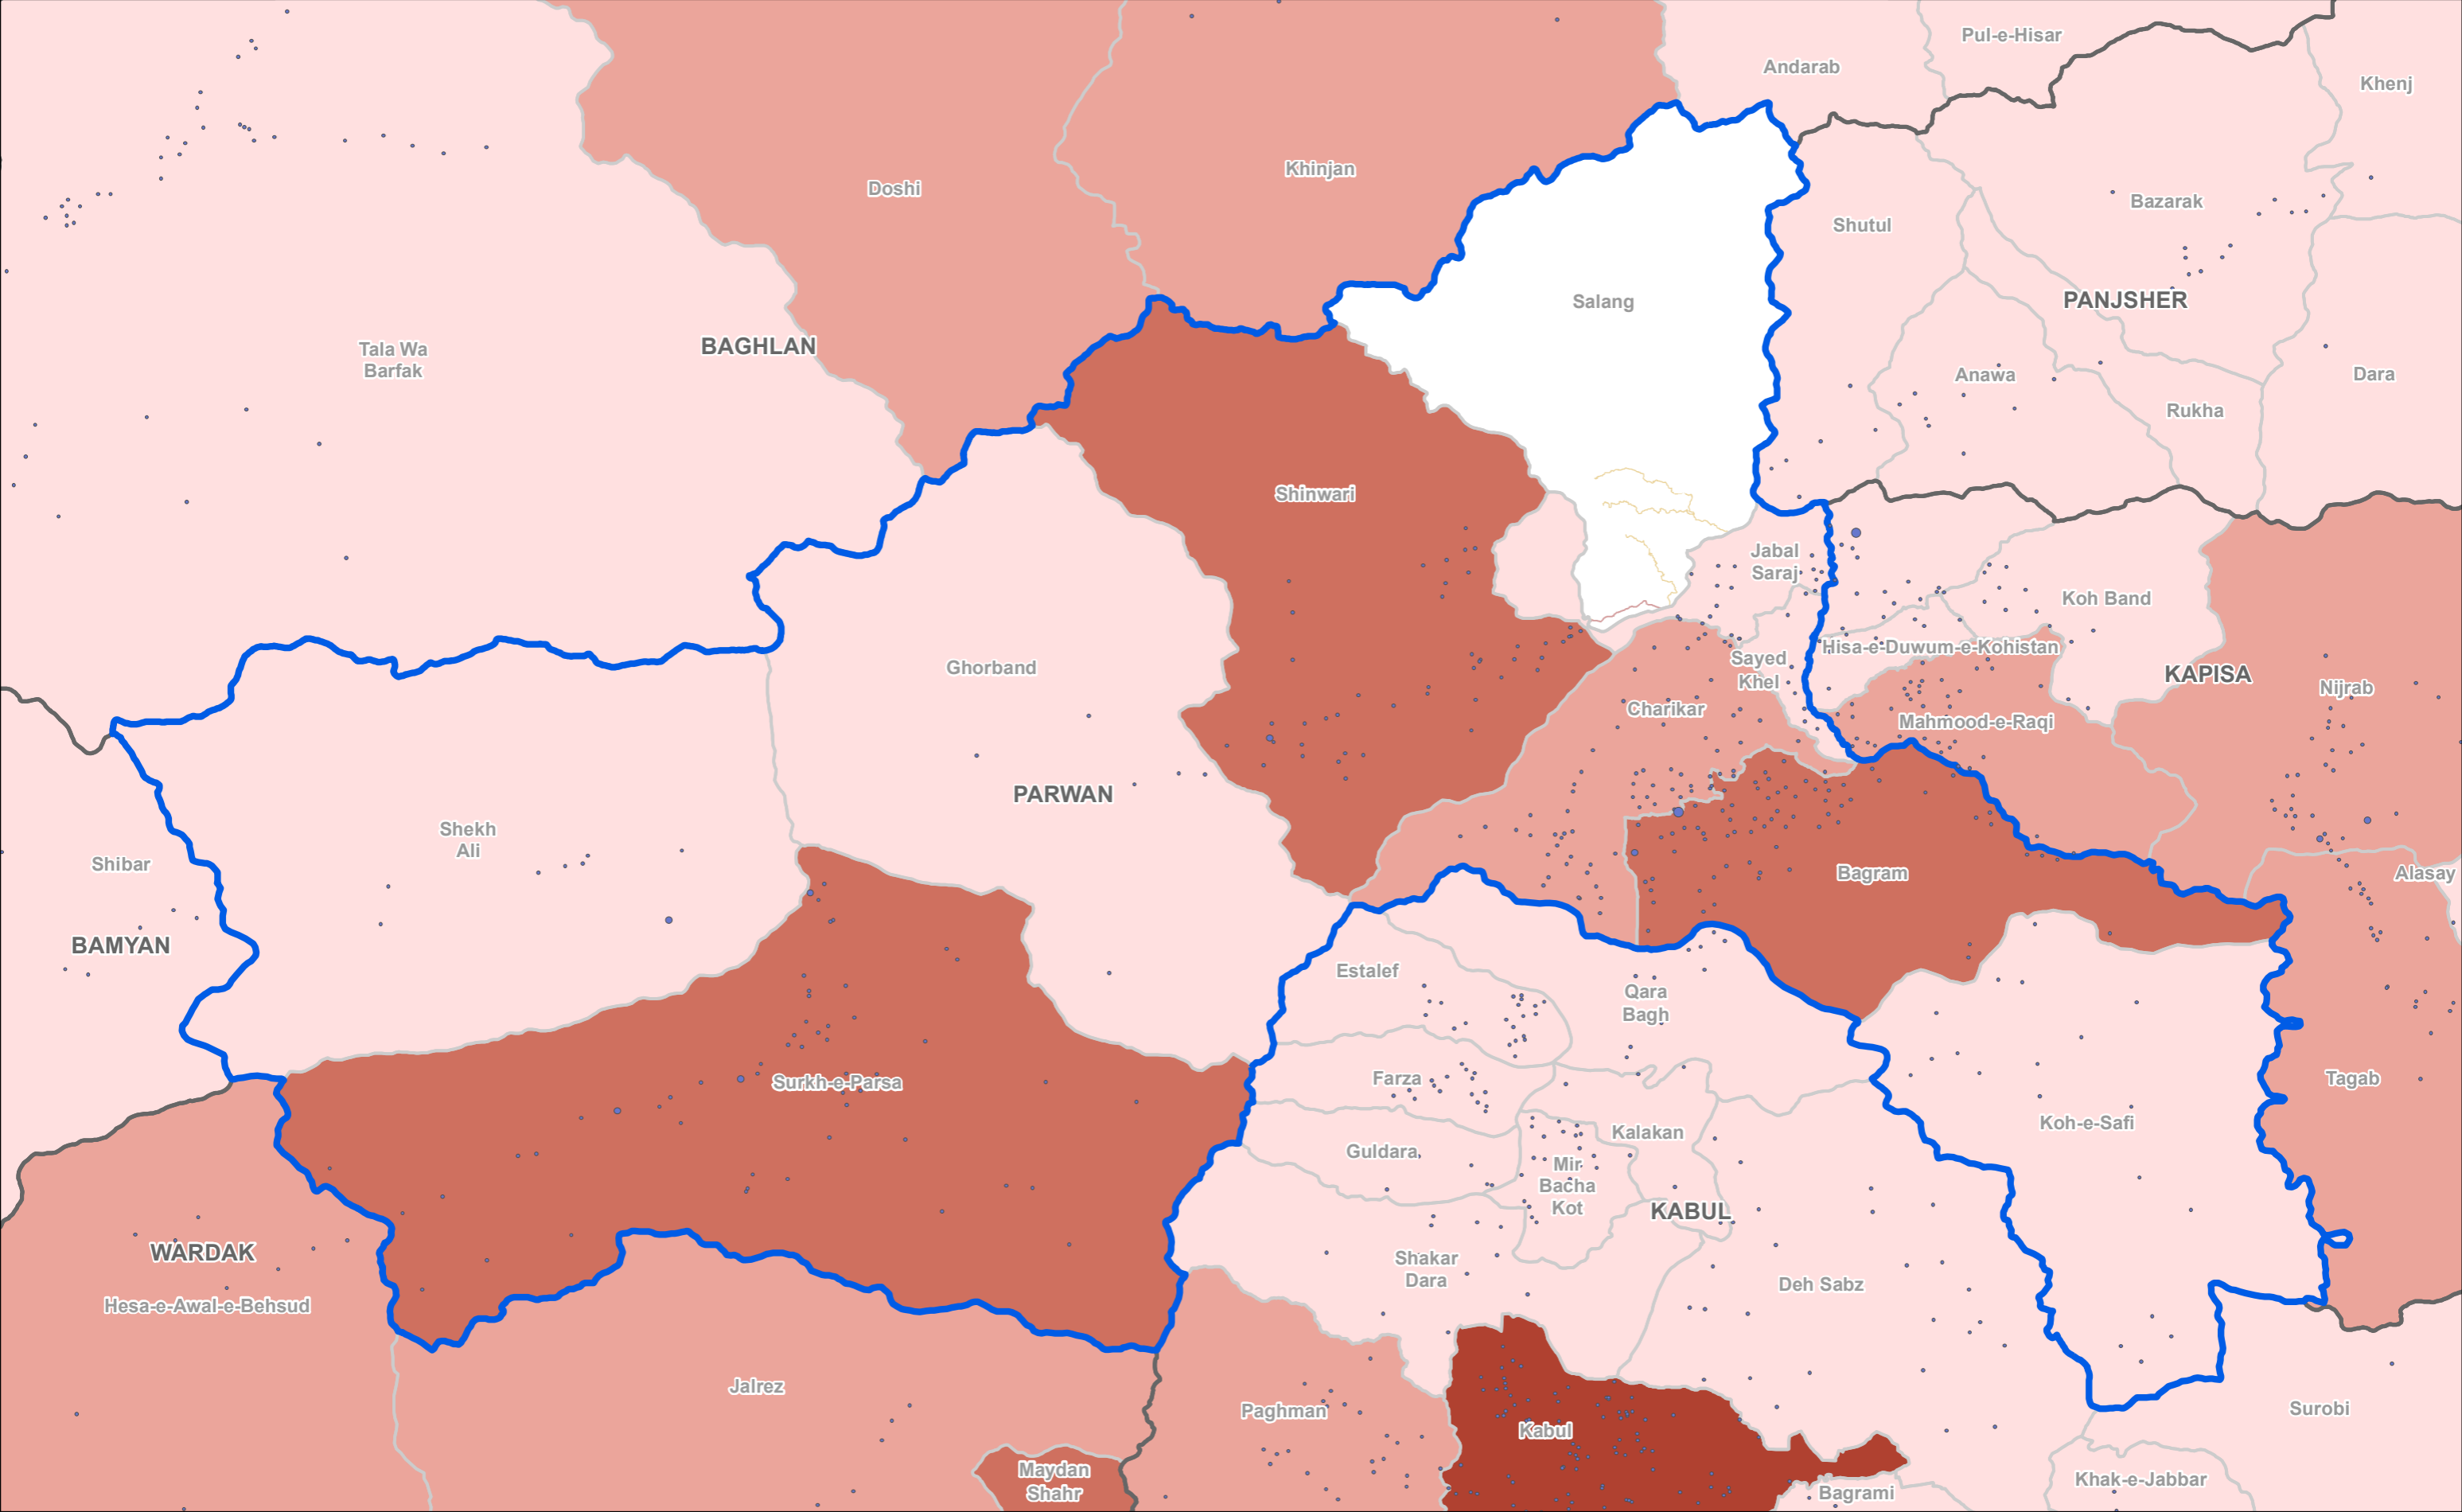 Pul-e-Hisar
Andarab
Khenj
Khinjan
Doshi
Bazarak
Shutul
PANJSHER
Salang
BAGHLAN
Tala Wa
Barfak
Anawa
Dara
Rukha
Shinwari
Jabal
Saraj
Koh Band
Hisa-e-Duwum-e-Kohistan
Ghorband
Sayed
Khel
KAPISA
Nijrab
Charikar
Mahmood-e-Raqi
PARWAN
Shekh
Ali
Shibar
Bagram
Alasay
BAMYAN
Estalef
Qara
Bagh
Farza
Surkh-e-Parsa
Tagab
Koh-e-Safi
Kalakan
Guldara
Mir
Bacha
Kot
KABUL
WARDAK
Shakar
Dara
Deh Sabz
Hesa-e-Awal-e-Behsud
Jalrez
Paghman
Surobi
Kabul
Maydan
Shahr
Khak-e-Jabbar
Bagrami